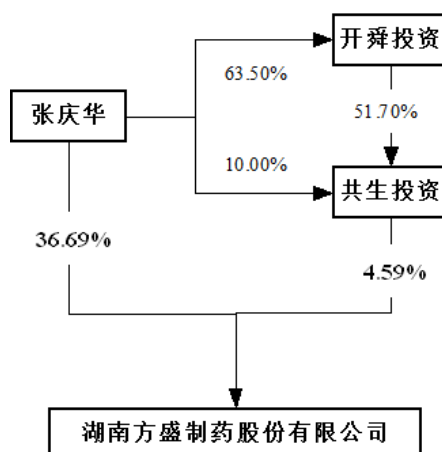 开舜投资
63.50%
张庆华
51.70%
10.00%
共生投资
36.69%
4.59%
湖南方盛制药股份有限公司